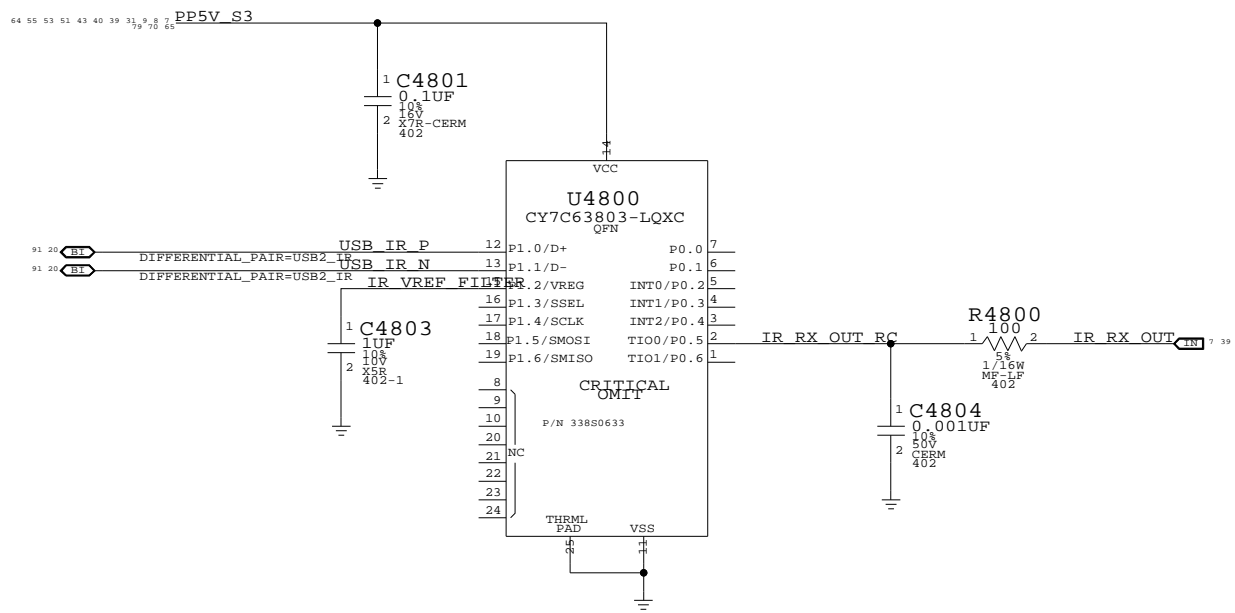 64 55 53 51 43 40 39 31 9 8 7 PP5V_S3
79 70 65
1 C4801
0.1UF
10%
16V
2 X7R-CERM
402
14
VCC
U4800
CY7C63803-LQXC
QFN
91 20 BI USB_IR_P 12 P1.0/D+ P0.0 7
DIFFERENTIAL_PAIR=USB2_IR
91 20 BI USB_IR_N 13 P1.1/D- P0.1 6
DIFFERENTIAL_PAIR=USB2_IR
IR_VREF_FILTER 15 P1.2/VREG INT0/P0.2 5
16 P1.3/SSEL INT1/P0.3 4
17 P1.4/SCLK INT2/P0.4 3
18 P1.5/SMOSI TIO0/P0.5 2 IR_RX_OUT_RC
19 P1.6/SMISO TIO1/P0.6 1
1 C4803
1UF
10%
10V
2 X5R
402-1
R4800
100
1 2 IR_RX_OUT IN 7 39
5%
1/16W
MF-LF
402
CRITICAL
OMIT
P/N 338S0633
8
9
10
20
NC
21
22
23
24
1 C4804
0.001UF
10%
50V
2 CERM
402
THRML
PAD VSS
25 11